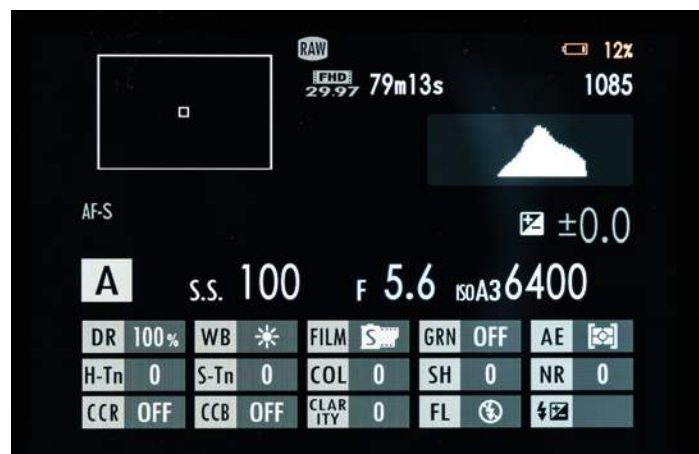 RAW 12%
FHD 29.97 79m13s 1085
AF-S
±0.0
A S.S. 100 F 5.6 ISO A3 6400
DR 100% WB FILM S GRN OFF AE
H-Tn 0 S-Tn 0 COL 0 SH 0 NR 0
CCR OFF CCB OFF CLARITY 0 FL